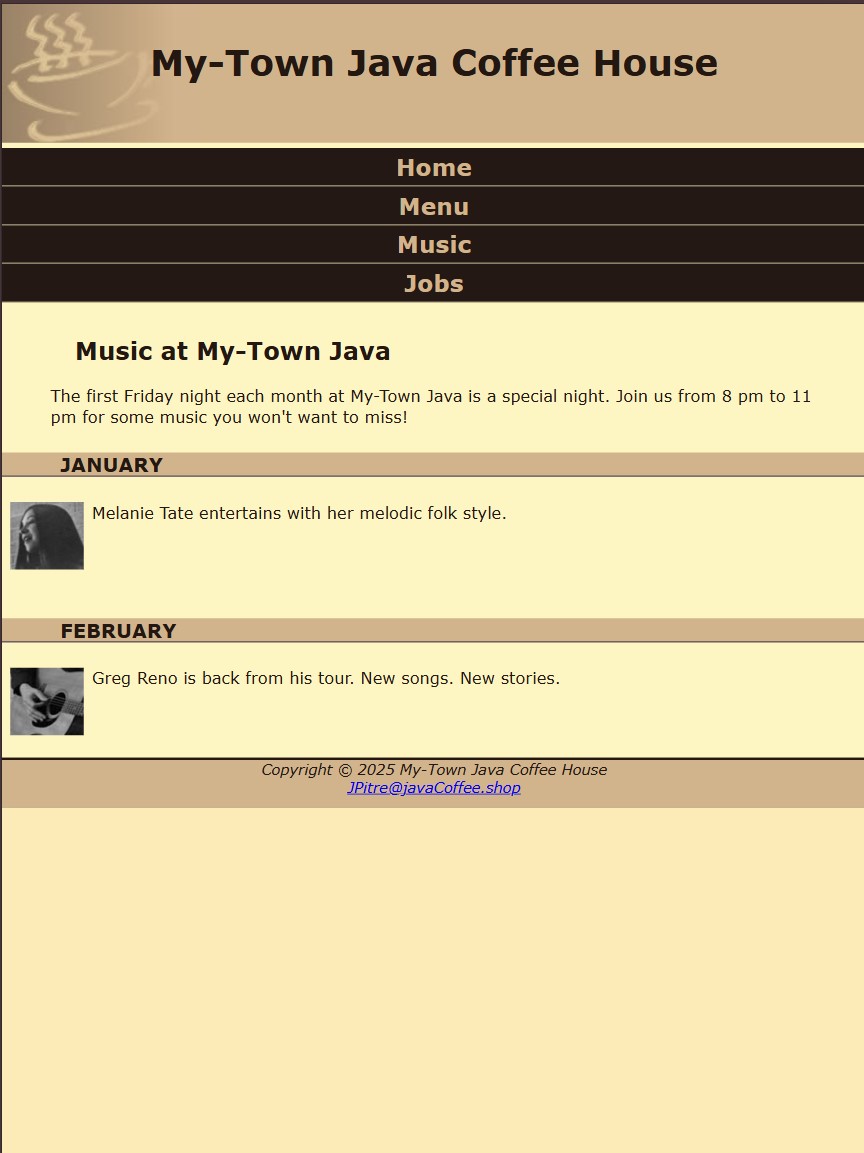 My-Town Java Coffee House
Home
Menu
Music
Jobs
Music at My-Town Java
The first Friday night each month at My-Town Java is a special night. Join us from 8 pm to 11
pm for some music you won't want to miss!
JANUARY
Melanie Tate entertains with her melodic folk style.
FEBRUARY
Greg Reno is back from his tour. New songs. New stories.
Copyright © 2025 My-Town Java Coffee House
JPitre@javaCoffee.shop